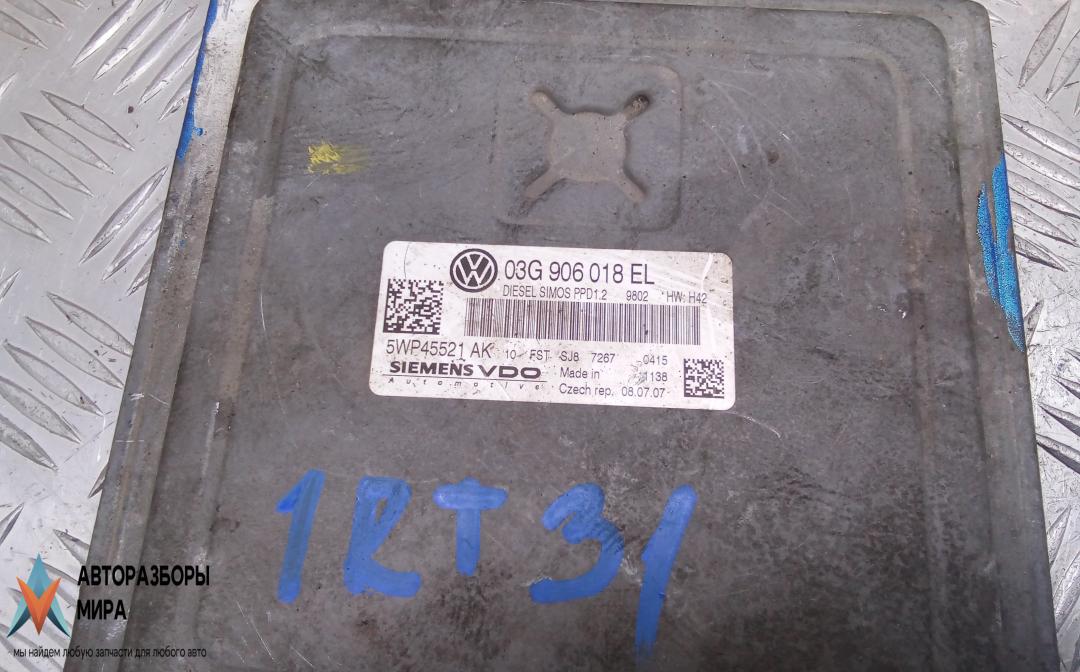 03G 906 018 EL
DIESEL SIMOS PPD1.2 9802 HW: H42
5WP45521 AK 10 FST SJ8 7267 0415
SIEMENS VDO Made in 1138
Automotive Czech rep. 08.07.07
1RT31
АВТОРАЗБОРЫ
МИРА
мы найдем любую запчасти для любого авто